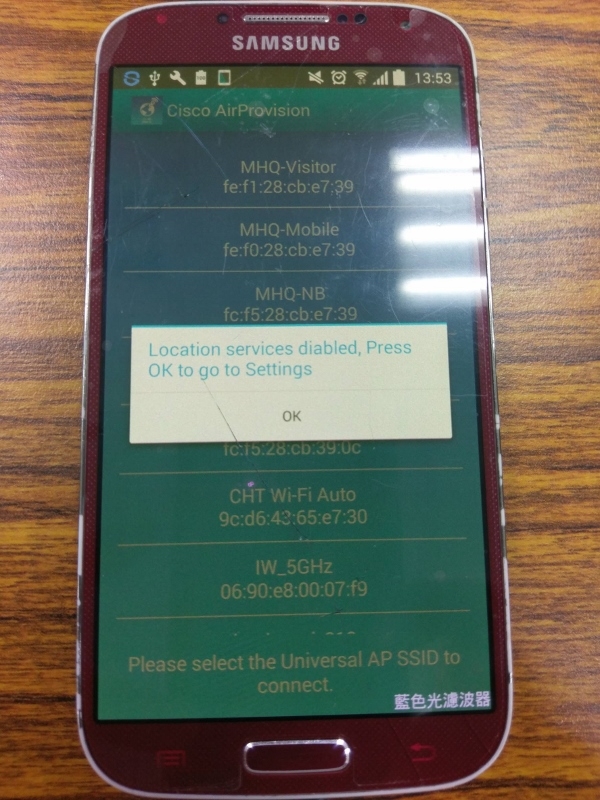 SAMSUNG
13:53
Cisco AirProvision
MHQ-Visitor
fe:f1:28:cb:e7:39
MHQ-Mobile
fe:f0:28:cb:e7:39
MHQ-NB
fc:f5:28:cb:e7:39
Location services diabled, Press
OK to go to Settings
OK
fc:f5:28:cb:39:0c
CHT Wi-Fi Auto
9c:d6:43:65:e7:30
IW_5GHz
06:90:e8:00:07:f9
Please select the Universal AP SSID to
connect.
藍色光濾波器